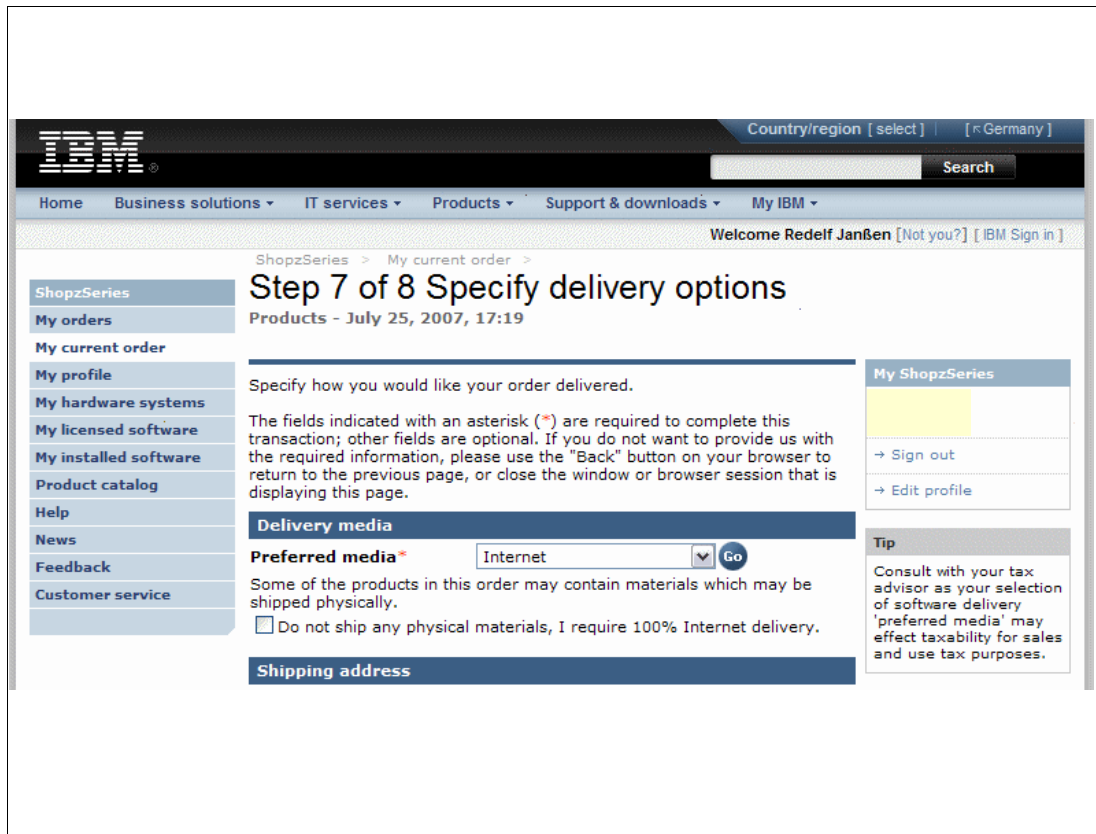 Country/region [ select ] | [ Germany ]
IBM®
Search
Home Business solutions IT services Products Support & downloads My IBM
Welcome Redelf Janßen [Not you?] [ IBM Sign in ]
ShopzSeries > My current order >
Step 7 of 8 Specify delivery options
Products - July 25, 2007, 17:19
ShopzSeries
My orders
My current order
My profile
My hardware systems
My licensed software
My installed software
Product catalog
Help
News
Feedback
Customer service
Specify how you would like your order delivered.
The fields indicated with an asterisk (*) are required to complete this
transaction; other fields are optional. If you do not want to provide us with
the required information, please use the "Back" button on your browser to
return to the previous page, or close the window or browser session that is
displaying this page.
Delivery media
Preferred media* Internet Go
Some of the products in this order may contain materials which may be
shipped physically.
Do not ship any physical materials, I require 100% Internet delivery.
Shipping address
My ShopzSeries
→ Sign out
→ Edit profile
Tip
Consult with your tax
advisor as your selection
of software delivery
'preferred media' may
effect taxability for sales
and use tax purposes.